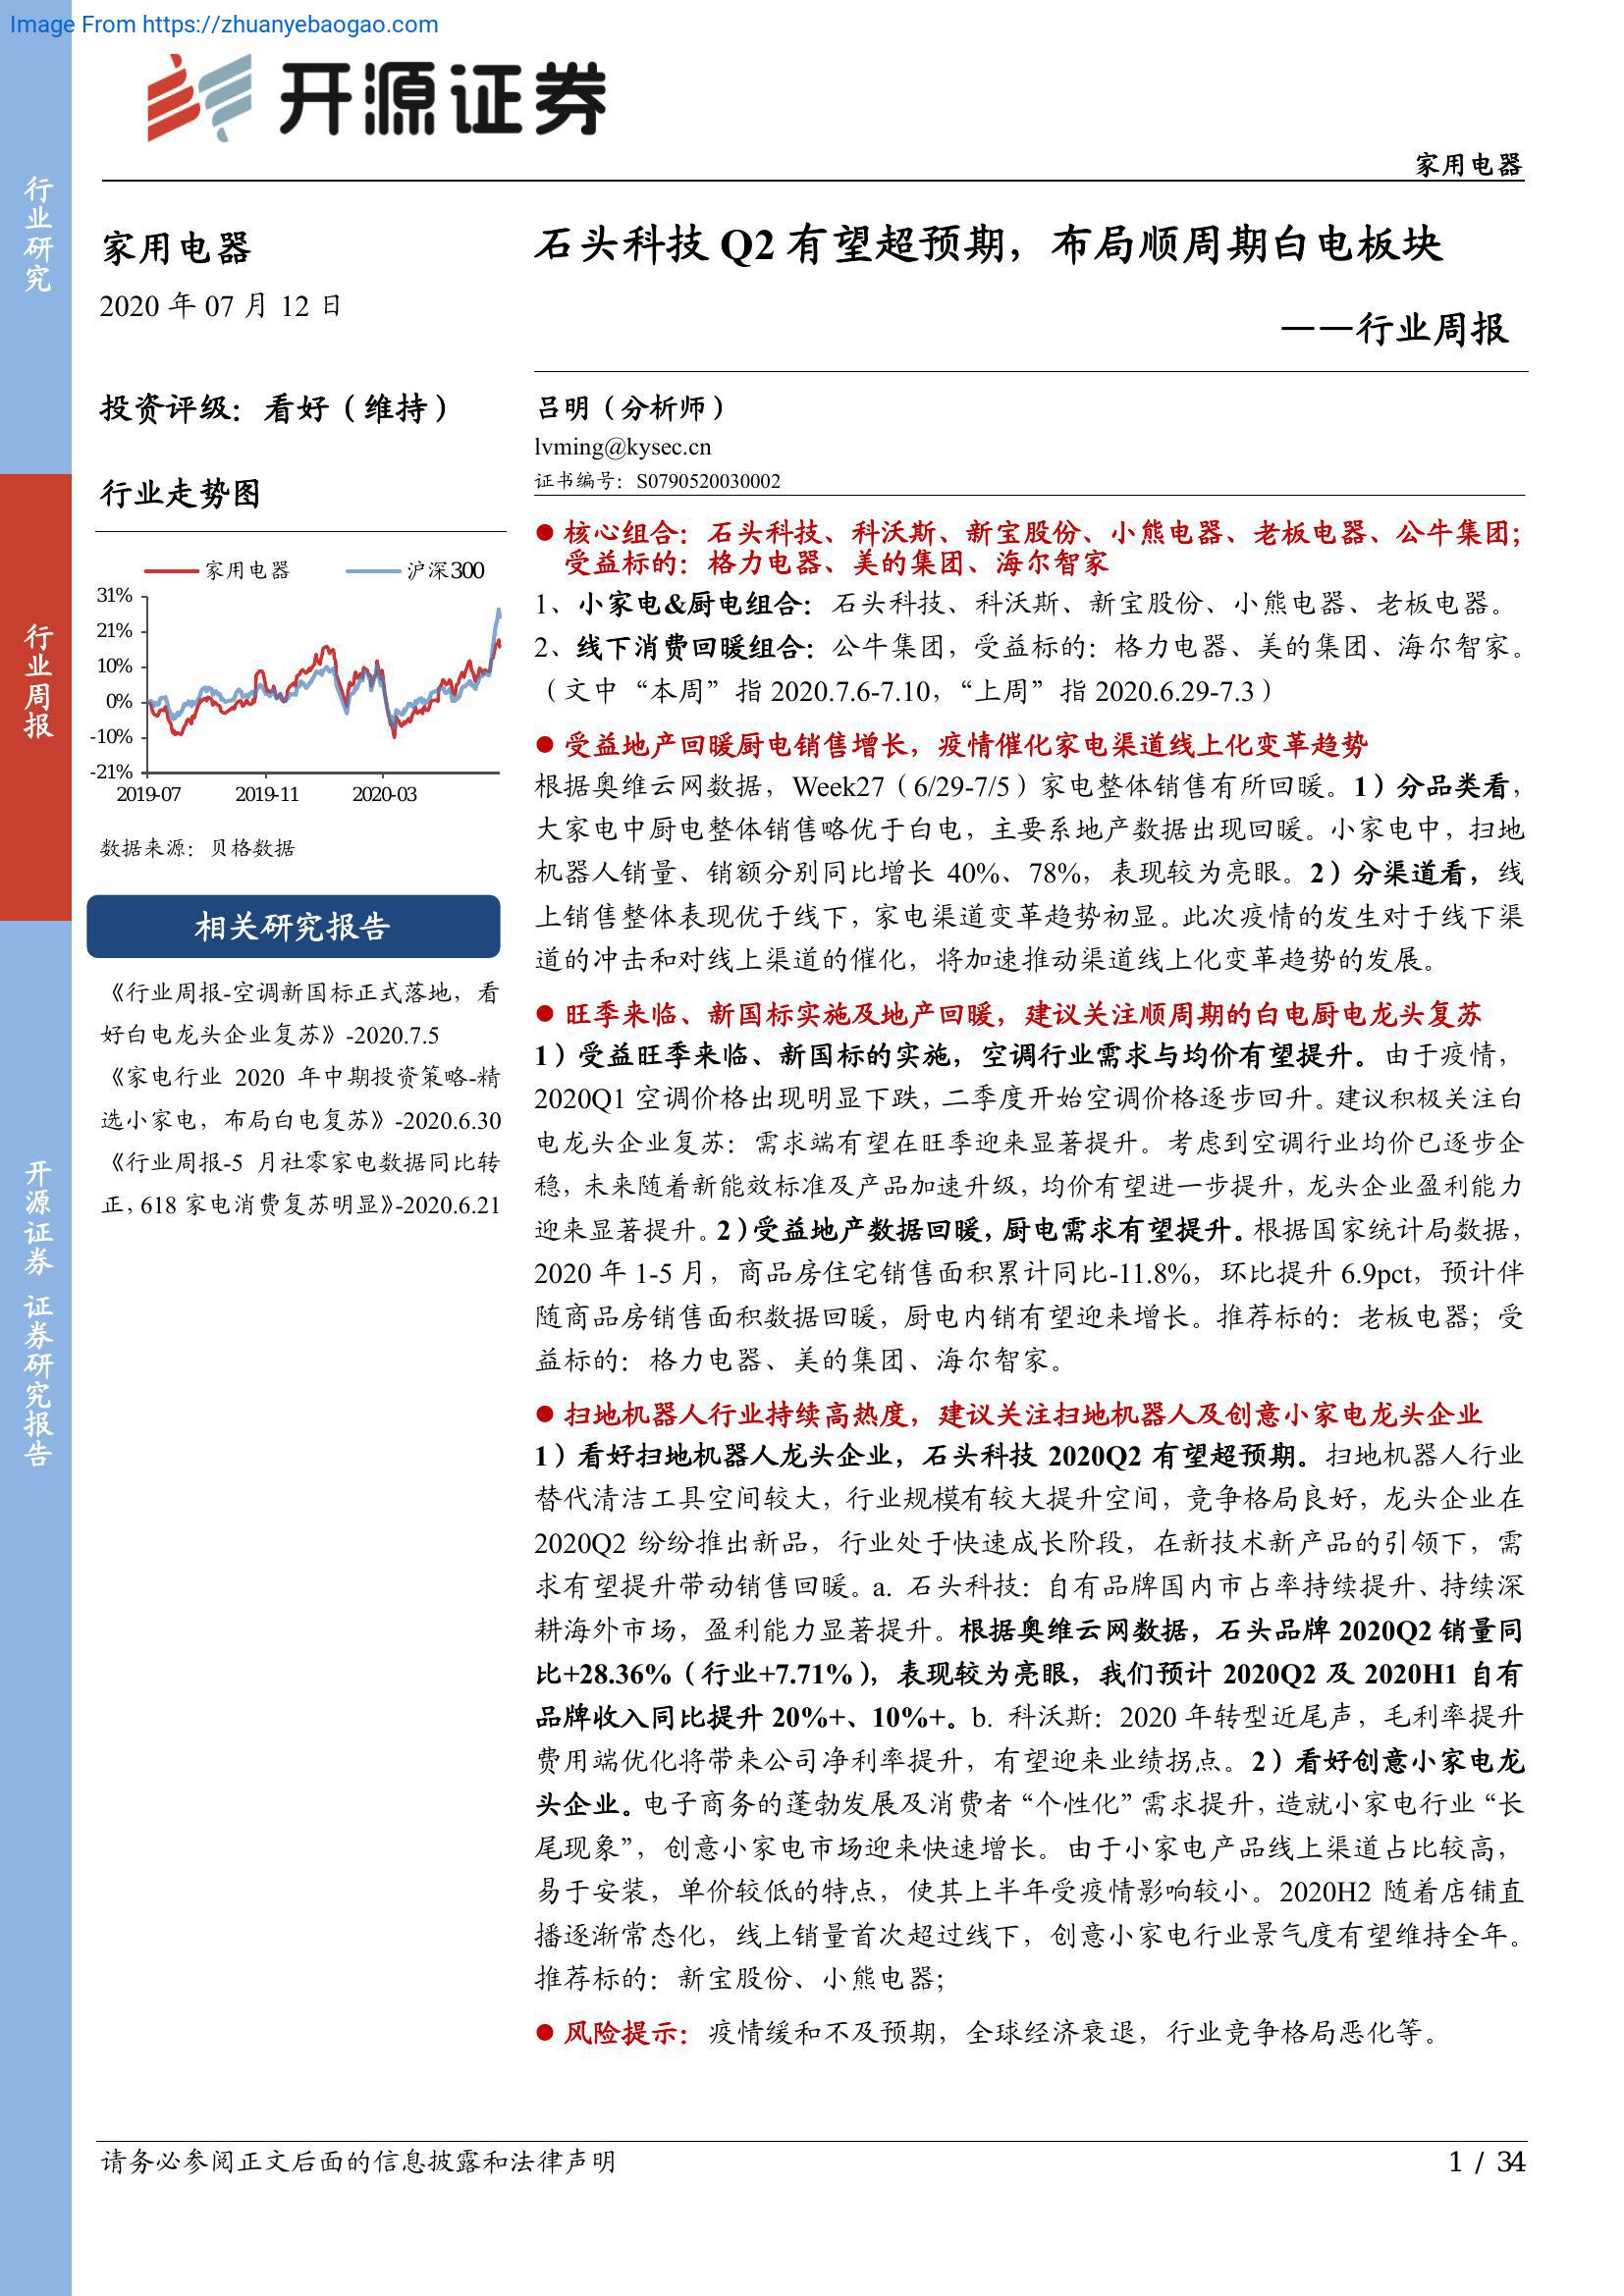 Image From https://zhuanyebaogao.com
开源证券
家用电器
行业研究
行业周报
开源证券 证券研究报告
家用电器
2020 年 07 月 12 日
投资评级：看好（维持）
行业走势图
家用电器 沪深300
31%
21%
10%
0%
-10%
-21%
2019-07 2019-11 2020-03
数据来源：贝格数据
相关研究报告
《行业周报-空调新国标正式落地，看
好白电龙头企业复苏》-2020.7.5
《家电行业 2020 年中期投资策略-精
选小家电，布局白电复苏》-2020.6.30
《行业周报-5 月社零家电数据同比转
正，618 家电消费复苏明显》-2020.6.21
石头科技 Q2 有望超预期，布局顺周期白电板块
——行业周报
吕明（分析师）
lvming@kysec.cn
证书编号：S0790520030002
● 核心组合：石头科技、科沃斯、新宝股份、小熊电器、老板电器、公牛集团；
受益标的：格力电器、美的集团、海尔智家
1、小家电&厨电组合：石头科技、科沃斯、新宝股份、小熊电器、老板电器。
2、线下消费回暖组合：公牛集团，受益标的：格力电器、美的集团、海尔智家。
（文中“本周”指 2020.7.6-7.10，“上周”指 2020.6.29-7.3）
● 受益地产回暖厨电销售增长，疫情催化家电渠道线上化变革趋势
根据奥维云网数据，Week27（6/29-7/5）家电整体销售有所回暖。1）分品类看，
大家电中厨电整体销售略优于白电，主要系地产数据出现回暖。小家电中，扫地
机器人销量、销额分别同比增长 40%、78%，表现较为亮眼。2）分渠道看，线
上销售整体表现优于线下，家电渠道变革趋势初显。此次疫情的发生对于线下渠
道的冲击和对线上渠道的催化，将加速推动渠道线上化变革趋势的发展。
● 旺季来临、新国标实施及地产回暖，建议关注顺周期的白电厨电龙头复苏
1）受益旺季来临、新国标的实施，空调行业需求与均价有望提升。由于疫情，
2020Q1 空调价格出现明显下跌，二季度开始空调价格逐步回升。建议积极关注白
电龙头企业复苏：需求端有望在旺季迎来显著提升。考虑到空调行业均价已逐步企
稳，未来随着新能效标准及产品加速升级，均价有望进一步提升，龙头企业盈利能力
迎来显著提升。2）受益地产数据回暖，厨电需求有望提升。根据国家统计局数据，
2020 年 1-5 月，商品房住宅销售面积累计同比-11.8%，环比提升 6.9pct，预计伴
随商品房销售面积数据回暖，厨电内销有望迎来增长。推荐标的：老板电器；受
益标的：格力电器、美的集团、海尔智家。
● 扫地机器人行业持续高热度，建议关注扫地机器人及创意小家电龙头企业
1）看好扫地机器人龙头企业，石头科技 2020Q2 有望超预期。扫地机器人行业
替代清洁工具空间较大，行业规模有较大提升空间，竞争格局良好，龙头企业在
2020Q2 纷纷推出新品，行业处于快速成长阶段，在新技术新产品的引领下，需
求有望提升带动销售回暖。a. 石头科技：自有品牌国内市占率持续提升、持续深
耕海外市场，盈利能力显著提升。根据奥维云网数据，石头品牌 2020Q2 销量同
比+28.36%（行业+7.71%），表现较为亮眼，我们预计 2020Q2 及 2020H1 自有
品牌收入同比提升 20%+、10%+。b. 科沃斯：2020 年转型近尾声，毛利率提升
费用端优化将带来公司净利率提升，有望迎来业绩拐点。2）看好创意小家电龙
头企业。电子商务的蓬勃发展及消费者“个性化”需求提升，造就小家电行业“长
尾现象”，创意小家电市场迎来快速增长。由于小家电产品线上渠道占比较高，
易于安装，单价较低的特点，使其上半年受疫情影响较小。2020H2 随着店铺直
播逐渐常态化，线上销量首次超过线下，创意小家电行业景气度有望维持全年。
推荐标的：新宝股份、小熊电器；
● 风险提示：疫情缓和不及预期，全球经济衰退，行业竞争格局恶化等。
请务必参阅正文后面的信息披露和法律声明
1 / 34